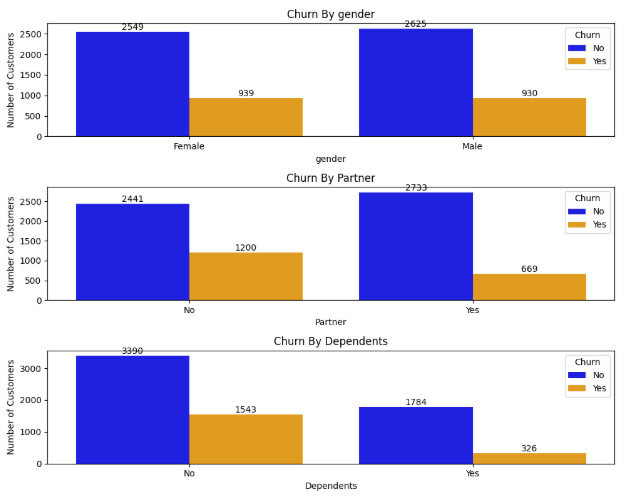 Churn By gender
Number of Customers
2500
2000
1500
1000
500
0
2549
939
2625
930
Churn
No
Yes
Female
Male
gender
Churn By Partner
Number of Customers
2500
2000
1500
1000
500
0
2441
1200
2733
669
Churn
No
Yes
No
Yes
Partner
Churn By Dependents
Number of Customers
3000
2000
1000
0
3390
1543
1784
326
Churn
No
Yes
No
Yes
Dependents